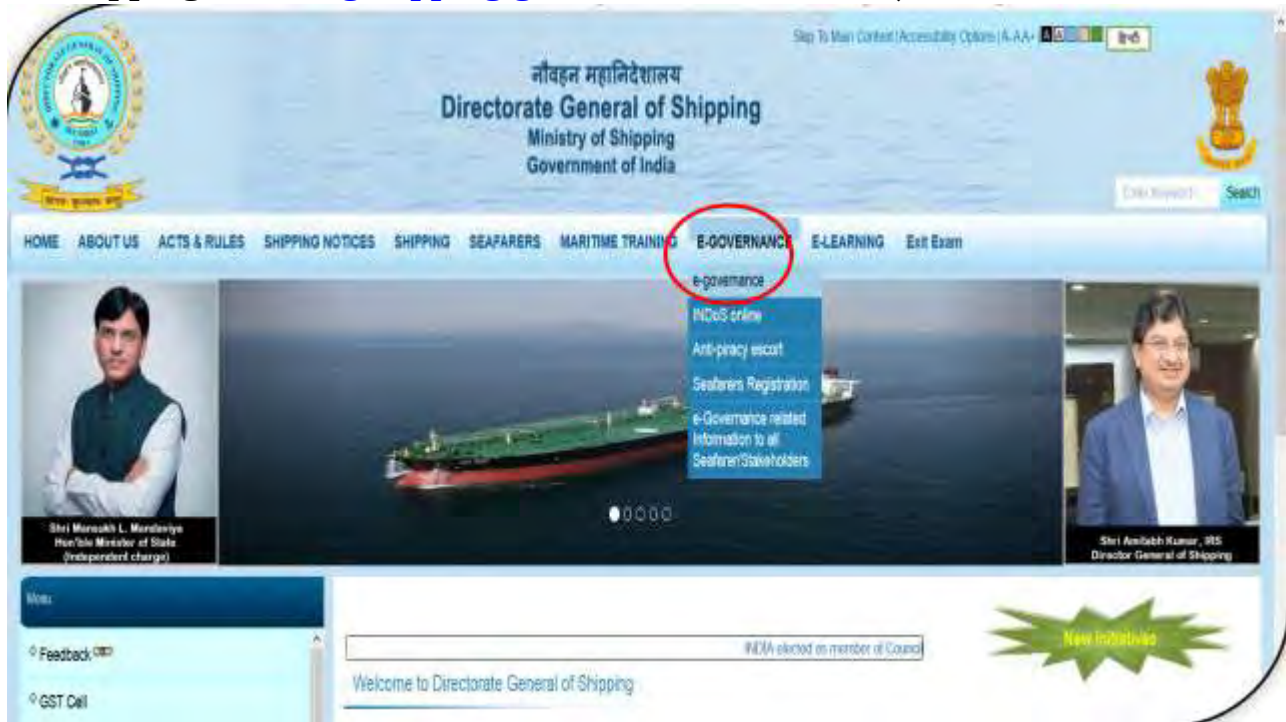 Skip To Main Content | Accessibility Options | A- A A+ A A हिन्दी
नौवहन महानिदेशालय
Directorate General of Shipping
Ministry of Shipping
Government of India
Search
HOME ABOUT US ACTS & RULES SHIPPING NOTICES SHIPPING SEAFARERS MARITIME TRAINING E-GOVERNANCE E-LEARNING Exit Exam
e-governance
INDoS online
Anti-piracy escort
Seafarers Registration
e-Governance related
Information to all
Seafarer/Stakeholders
Shri Mansukh L. Mandaviya
Hon'ble Minister of State
(Independent charge)
Shri Amitabh Kumar, IRS
Director General of Shipping
Menu
Feedback
GST Cell
INDIA elected as member of Council
Welcome to Directorate General of Shipping
New Initiatives